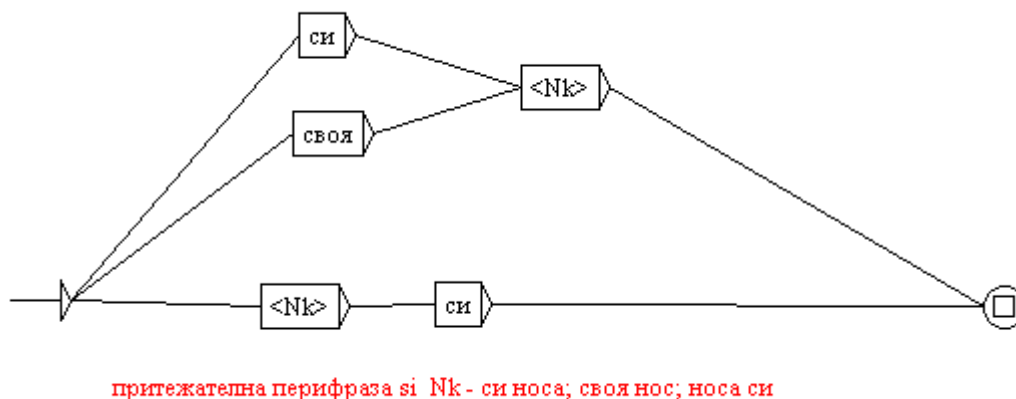 си
<Nk>
своя
<Nk>
си
притежателна перифраза si Nk - си носа; своя нос; носа си